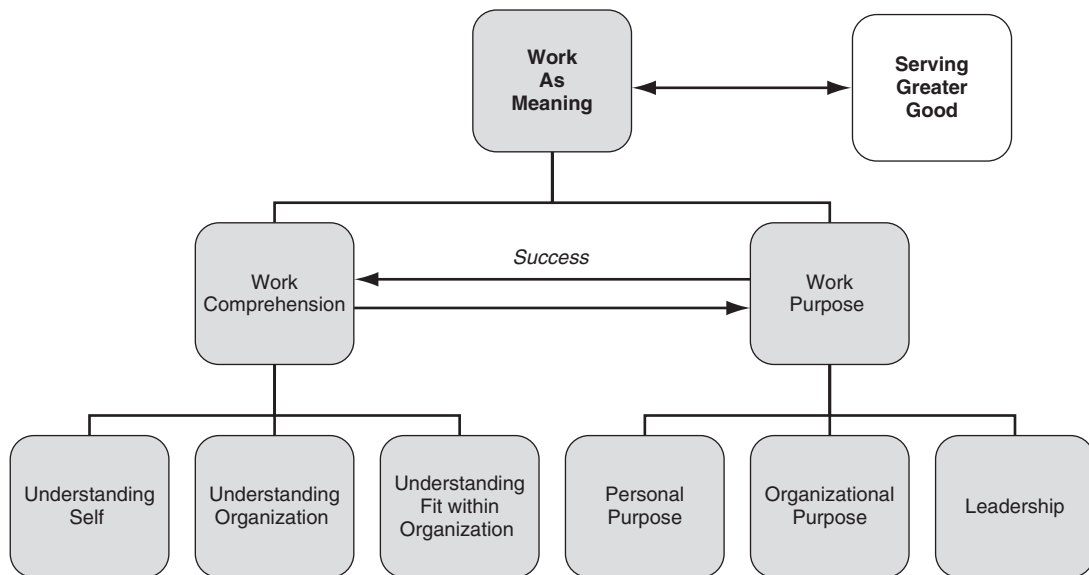 Work
As
Meaning
Serving
Greater
Good
Work
Comprehension
Success
Work
Purpose
Understanding
Self
Understanding
Organization
Understanding
Fit within
Organization
Personal
Purpose
Organizational
Purpose
Leadership